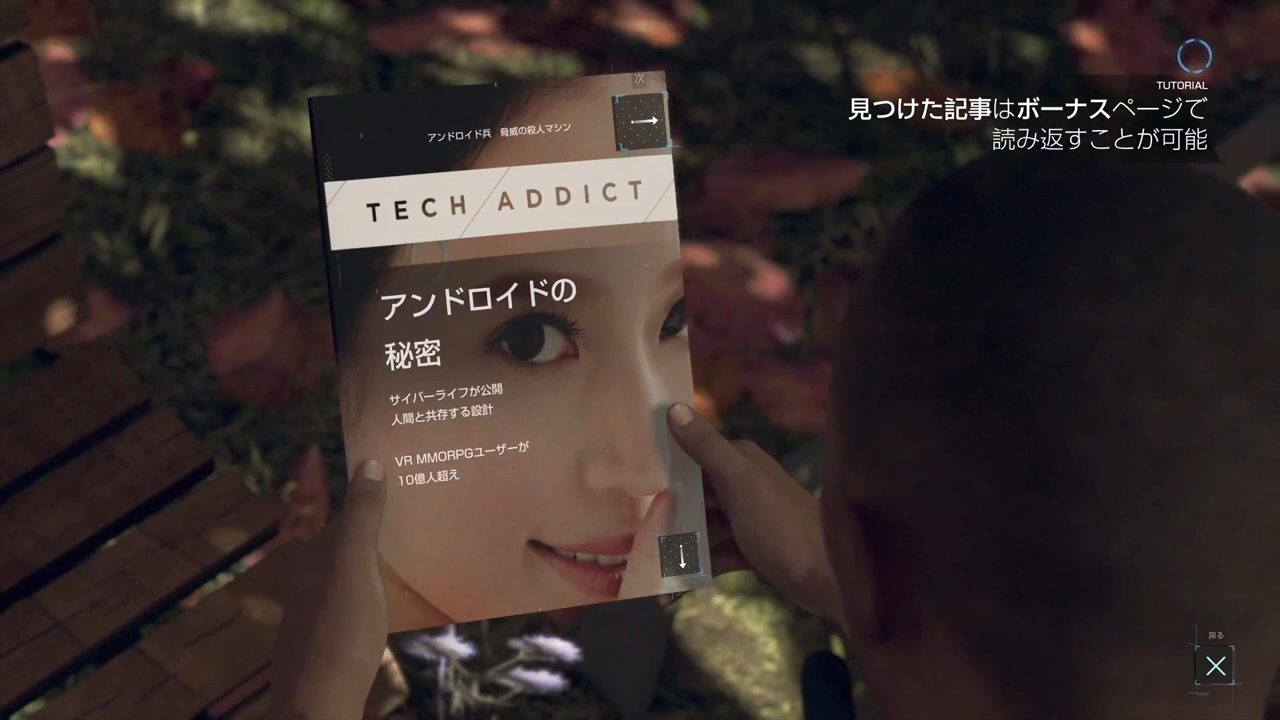 TUTORIAL
見つけた記事はボーナスページで
読み返すことが可能
次
アンドロイド兵 脅威の殺人マシン
TECH ADDICT
アンドロイドの
秘密
サイバーライフが公開
人間と共存する設計
VR MMORPGユーザーが
10億人超え
戻る